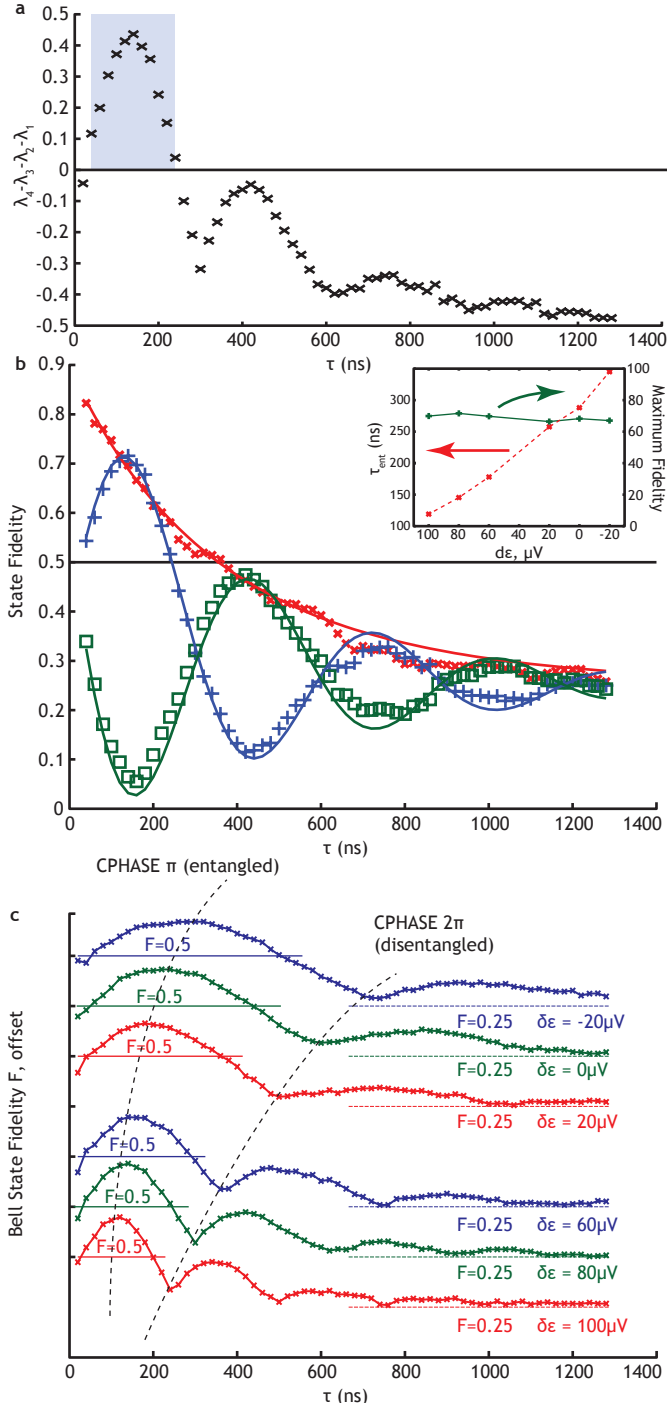 a
0.5
0.4
0.3
0.2
0.1
0
-0.1
-0.2
-0.3
-0.4
-0.5
λ4-λ3-λ2-λ1
0 200 400 600 800 1000 1200 1400
τ (ns)
b
0.9
0.8
0.7
0.6
0.5
0.4
0.3
0.2
0.1
0
State Fidelity
0 200 400 600 800 1000 1200 1400
τ (ns)
300
250
200
150
100
τent (ns)
100
80
60
40
20
0
Maximum Fidelity
100 80 60 40 20 0 -20
dε, μV
CPHASE π (entangled)
c
CPHASE 2π
(disentangled)
Bell State Fidelity F, offset
F=0.5
F=0.25 δε = -20μV
F=0.5
F=0.25 δε = 0μV
F=0.5
F=0.25 δε = 20μV
F=0.5
F=0.25 δε = 60μV
F=0.5
F=0.25 δε = 80μV
F=0.5
F=0.25 δε = 100μV
0 200 400 600 800 1000 1200 1400
τ (ns)